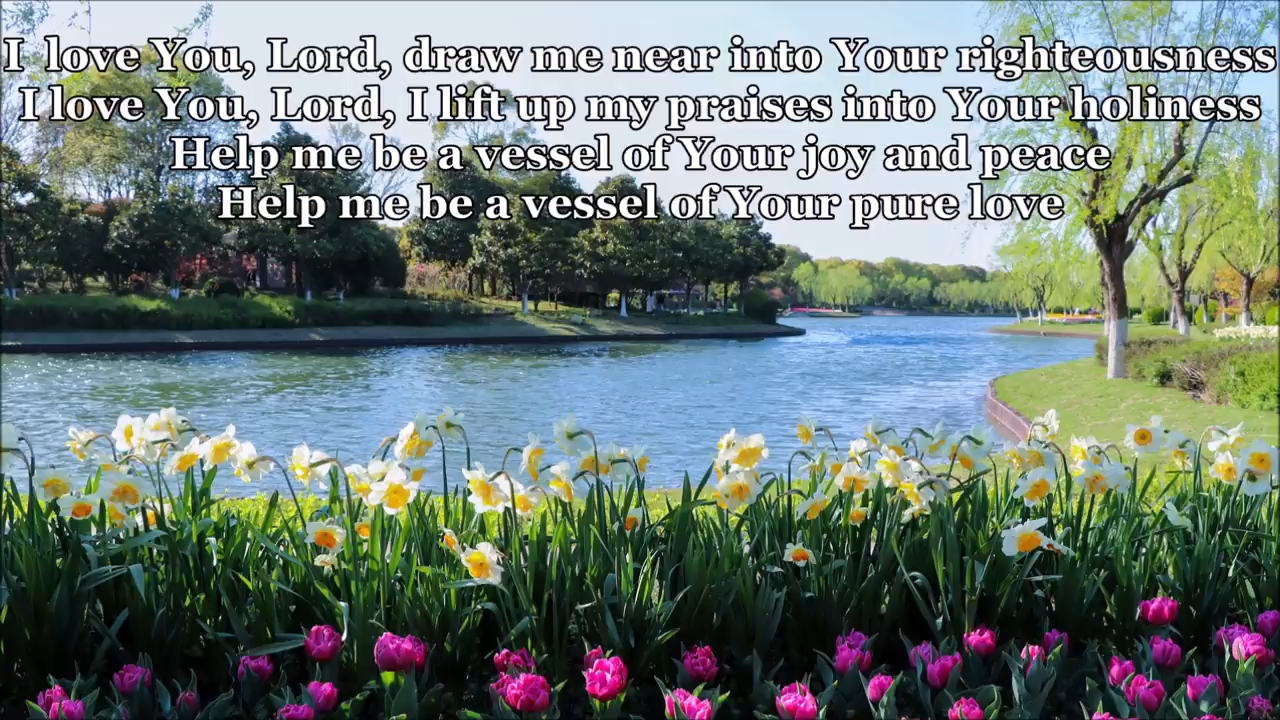 I love You, Lord, draw me near into Your righteousness
I love You, Lord, I lift up my praises into Your holiness
Help me be a vessel of Your joy and peace
Help me be a vessel of Your pure love